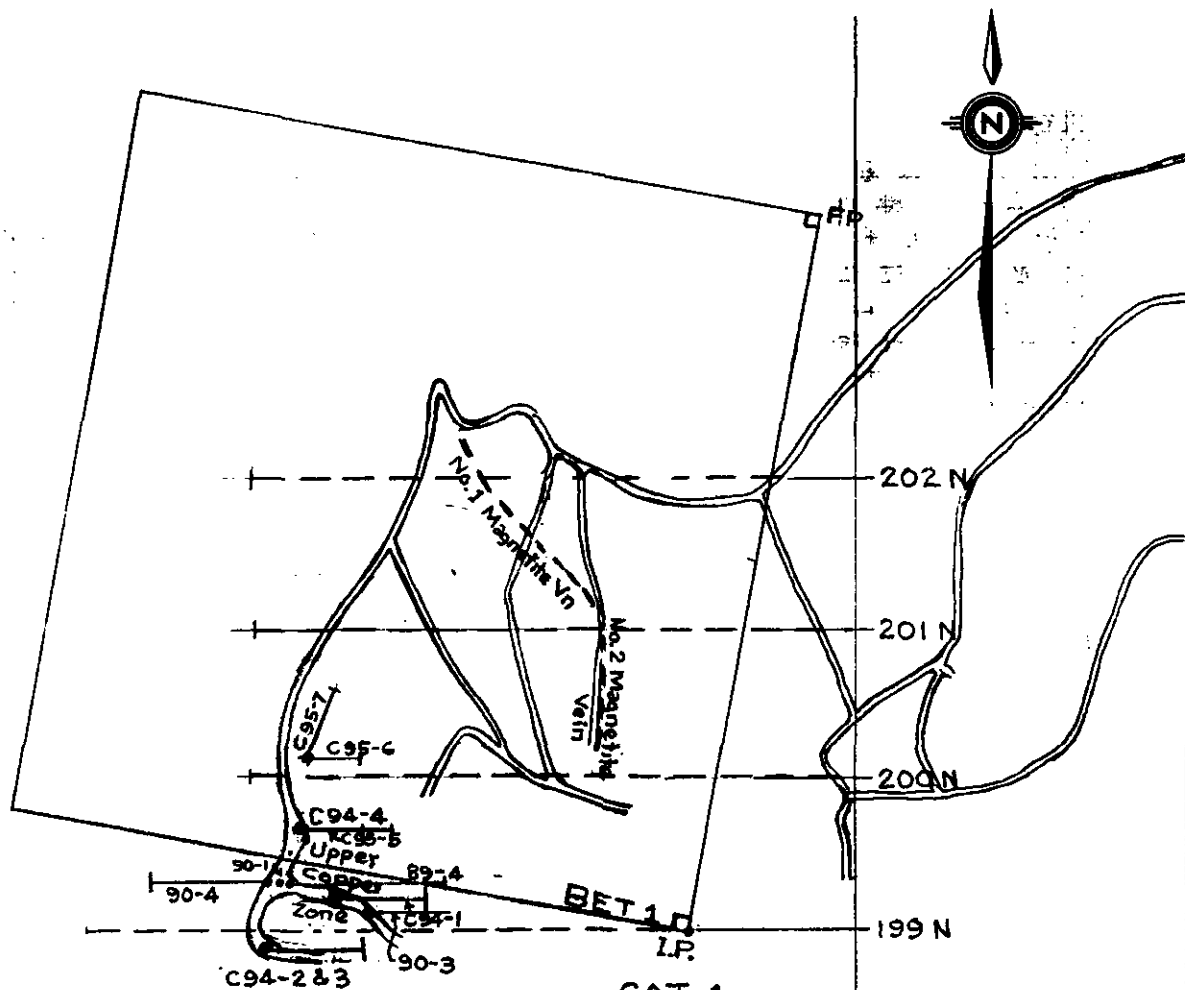 N
F.P.
202 N
No.1 Magnetite Vn
201 N
No.2 Magnetite
Vein
C95-7
C95-6
200 N
C94-4
C95-5
Upper
90-1
Copper
89-4
90-4
Zone
C94-1
BET 1
199 N
I.P.
90-3
C94-2 & 3